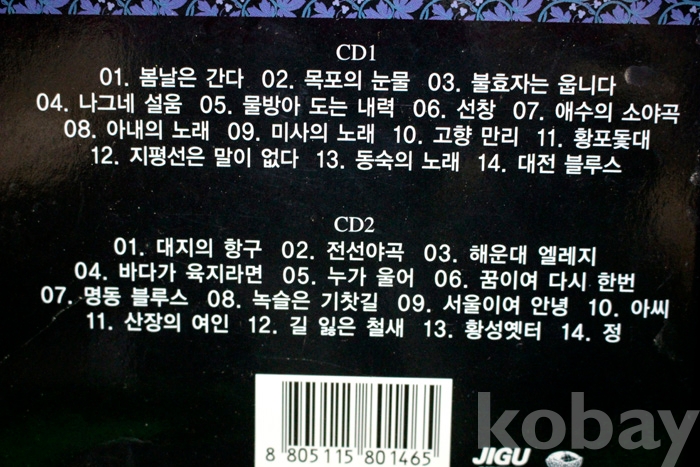 CD1
01. 봄날은 간다 02. 목포의 눈물 03. 불효자는 웁니다
04. 나그네 설움 05. 물방아 도는 내력 06. 선창 07. 애수의 소야곡
08. 아내의 노래 09. 미사의 노래 10. 고향 만리 11. 황포돛대
12. 지평선은 말이 없다 13. 동숙의 노래 14. 대전 블루스
CD2
01. 대지의 항구 02. 전선야곡 03. 해운대 엘레지
04. 바다가 육지라면 05. 누가 울어 06. 꿈이여 다시 한번
07. 명동 블루스 08. 녹슬은 기찻길 09. 서울이여 안녕 10. 아씨
11. 산장의 여인 12. 길 잃은 철새 13. 황성옛터 14. 정
8 805115 801465
JIGU
kobay